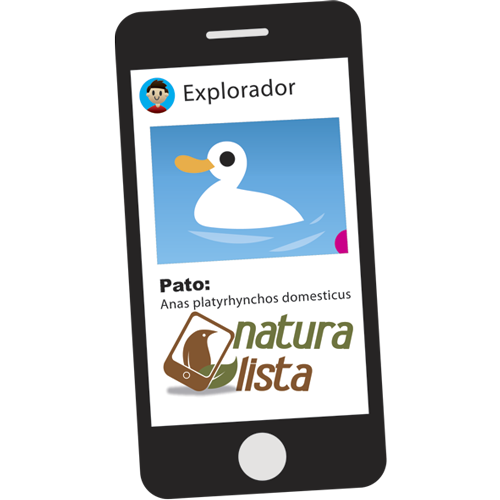 Explorador
Pato:
Anas platyrhynchos domesticus
natura
lista